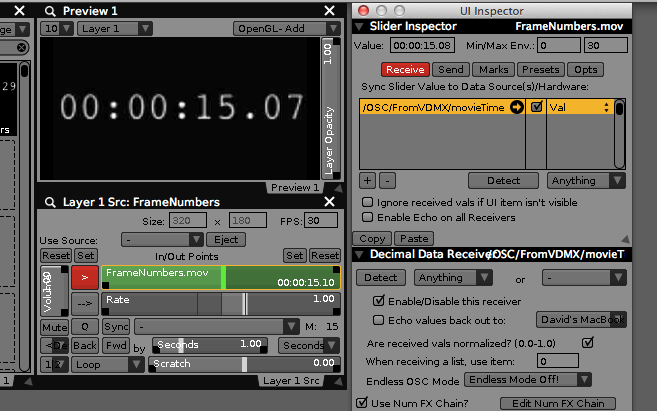 ge
29
rs
1
Preview 1
10
Layer 1
OpenGL- Add
00:00:15.07
1.00
Layer Opacity
Preview 1
Layer 1 Src: FrameNumbers
Size: 320 x 180 FPS: 30
Use Source: - Eject
Reset Set In/Out Points Set Reset
Volume
> FrameNumbers.mov 00:00:15.10
--> Rate 1.00
Mute Q Sync - M: 15
Back Fwd by Seconds 1.00 Seconds
Loop Scratch 0.00
Layer 1 Src
UI Inspector
Slider Inspector FrameNumbers.mov
Value: 00:00:15.08 Min/Max Env.: 0 30
Receive Send Marks Presets Opts
Sync Slider Value to Data Source(s)/Hardware:
/OSC/FromVDMX/movieTime Val
+ - Detect Anything
Ignore received vals if UI item isn't visible
Enable Echo on all Receivers
Copy Paste
Decimal Data Receive /OSC/FromVDMX/movieT
Detect Anything or -
Enable/Disable this receiver
Echo values back out to: David's MacBook
Are received vals normalized? (0.0-1.0)
When receiving a list, use item: 0
Endless OSC Mode Endless Mode Off!
Use Num FX Chain? Edit Num FX Chain